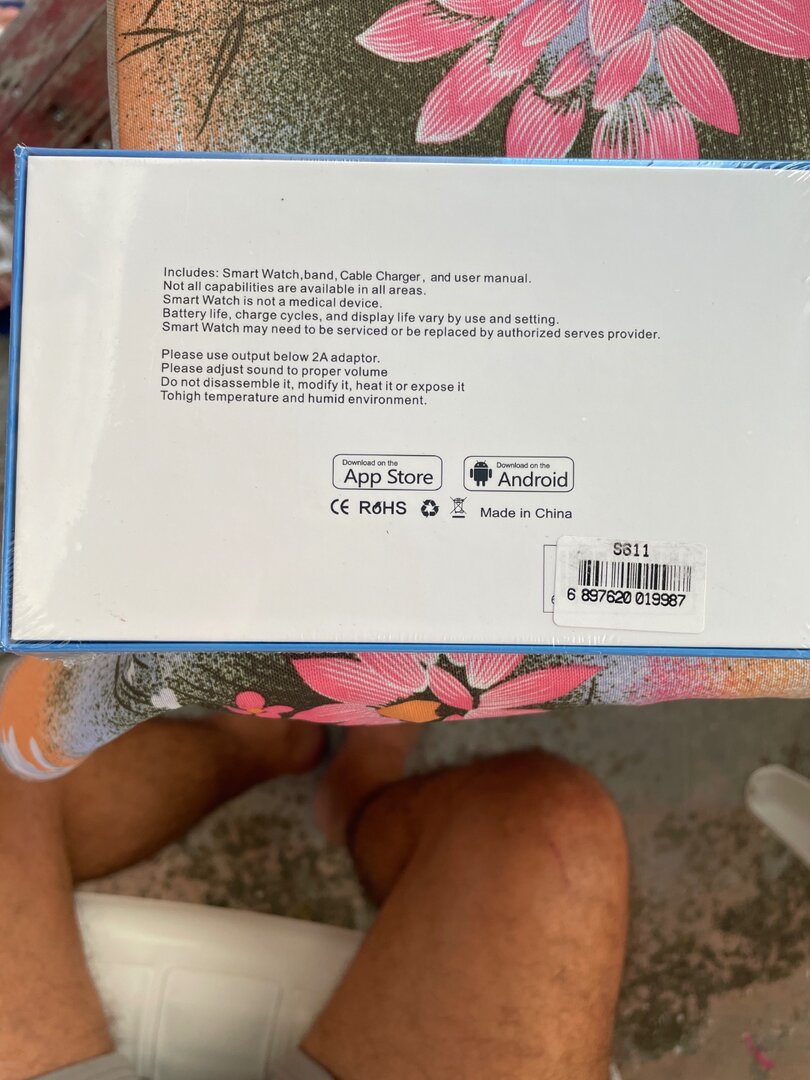 Includes: Smart Watch,band, Cable Charger, and user manual.
Not all capabilities are available in all areas.
Smart Watch is not a medical device.
Battery life, charge cycles, and display life vary by use and setting.
Smart Watch may need to be serviced or be replaced by authorized serves provider.
Please use output below 2A adaptor.
Please adjust sound to proper volume
Do not disassemble it, modify it, heat it or expose it
Tohigh temperature and humid environment.
Download on the
App Store
Download on the
Android
CE RoHS Made in China
S611
6 897620 019987